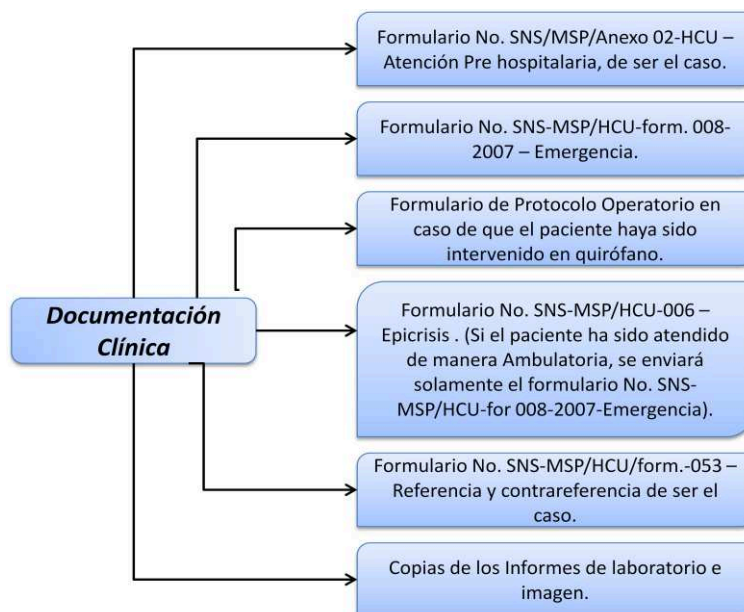 Formulario No. SNS/MSP/Anexo 02-HCU –
Atención Pre hospitalaria, de ser el caso.
Formulario No. SNS-MSP/HCU-form. 008-
2007 – Emergencia.
Formulario de Protocolo Operatorio en
caso de que el paciente haya sido
intervenido en quirófano.
Documentación
Clínica
Formulario No. SNS-MSP/HCU-006 –
Epicrisis . (Si el paciente ha sido atendido
de manera Ambulatoria, se enviará
solamente el formulario No. SNS-
MSP/HCU-for 008-2007-Emergencia).
Formulario No. SNS-MSP/HCU/form.-053 –
Referencia y contrareferencia de ser el
caso.
Copias de los Informes de laboratorio e
imagen.